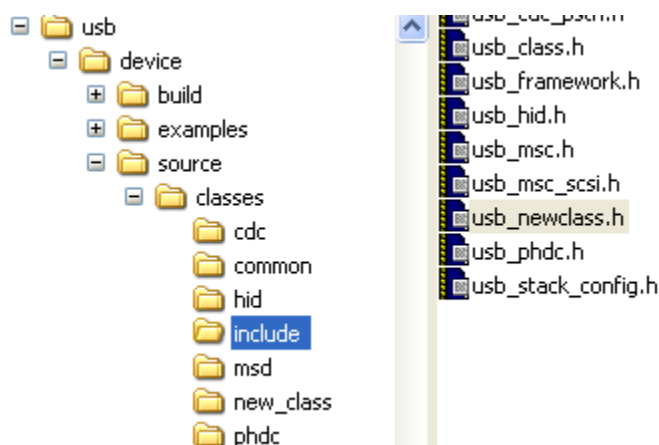 usb
device
build
examples
source
classes
cdc
common
hid
include
msd
new_class
phdc
usb_cdc_pstn.h
usb_class.h
usb_framework.h
usb_hid.h
usb_msc.h
usb_msc_scsi.h
usb_newclass.h
usb_phdc.h
usb_stack_config.h